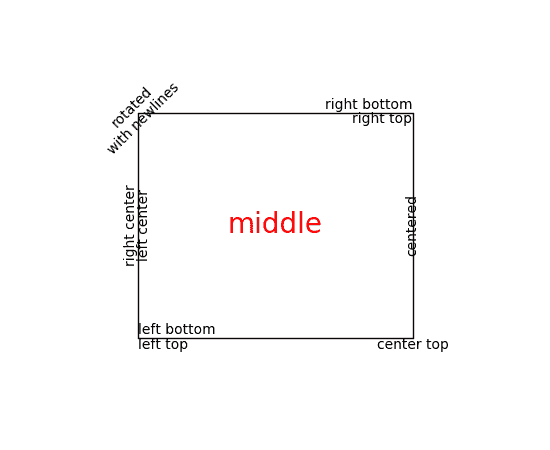 rotated
with newlines
right bottom
right top
right center
left center
middle
centered
left bottom
left top
center top